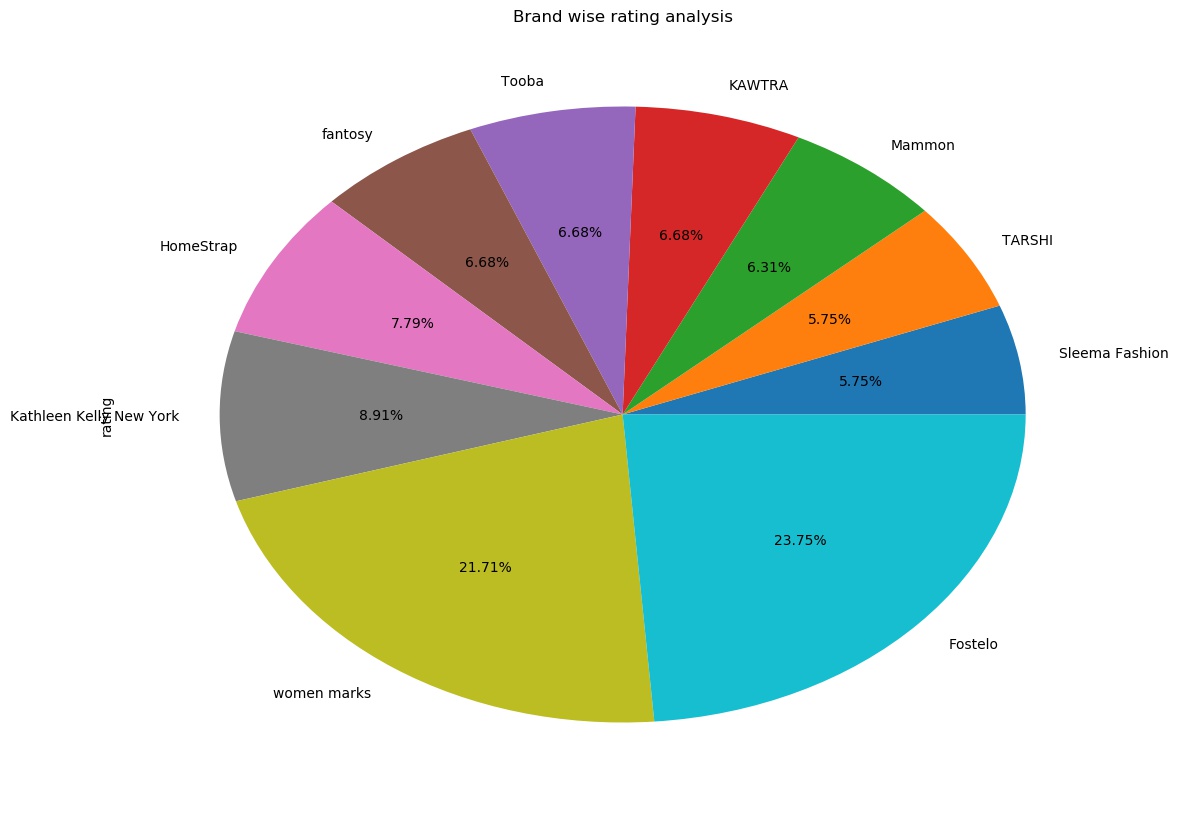 Brand wise rating analysis
Tooba
KAWTRA
fantosy
Mammon
HomeStrap
TARSHI
6.68%
6.68%
6.68%
6.31%
7.79%
5.75%
Sleema Fashion
5.75%
Kathleen Kelly New York
rating
8.91%
23.75%
21.71%
Fostelo
women marks